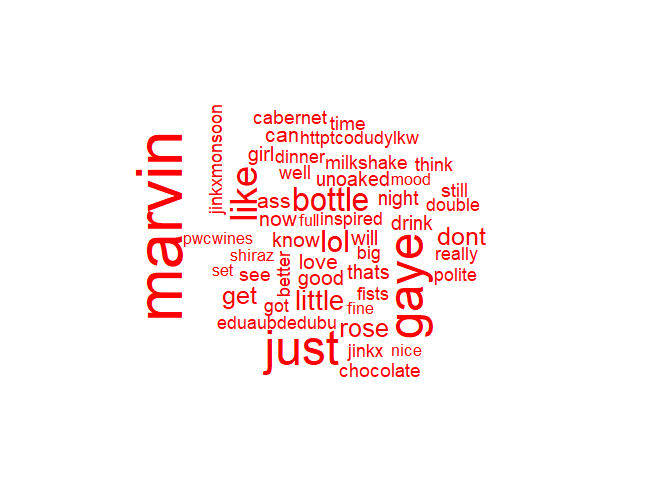 cabernet
time
can
httptcodudylkw
jinkxmonsoon
girl
dinner
milkshake
think
marvin
well
unoaked
mood
like
still
ass
bottle
night
double
now
full
inspired
drink
pwcwines
know
lol
will
gaye
dont
shiraz
big
really
set
see
better
love
good
thats
polite
get
got
little
fists
fine
eduaubdedubu
rose
just
jinkx
nice
chocolate